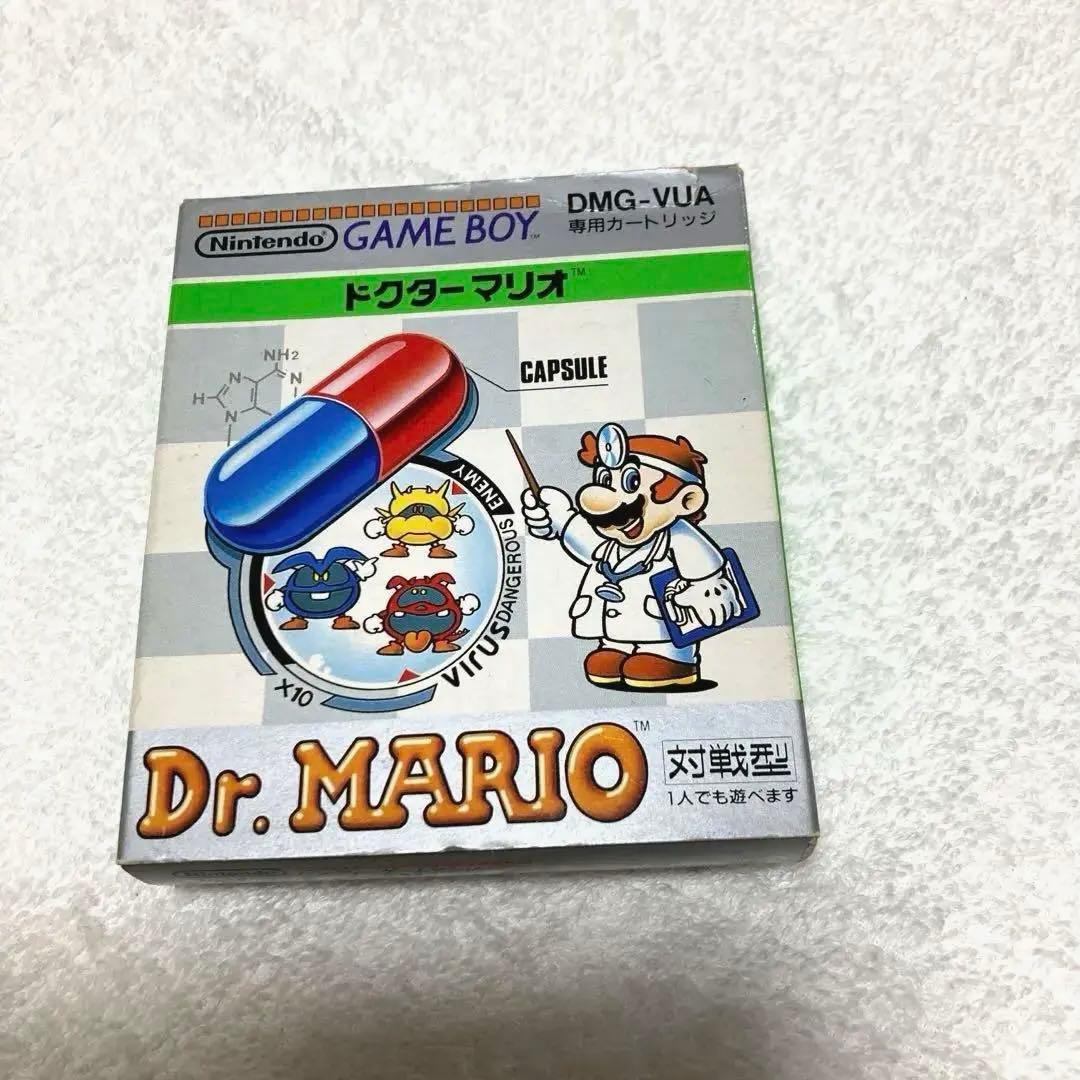 Nintendo® GAME BOY™
DMG-VUA
専用カートリッジ
ドクターマリオ™
NH2
N
N
H
N
CAPSULE
ENEMY
DANGEROUS
VIRUS
X10
Dr. MARIO™
対戦型
1人でも遊べます
Nintendo